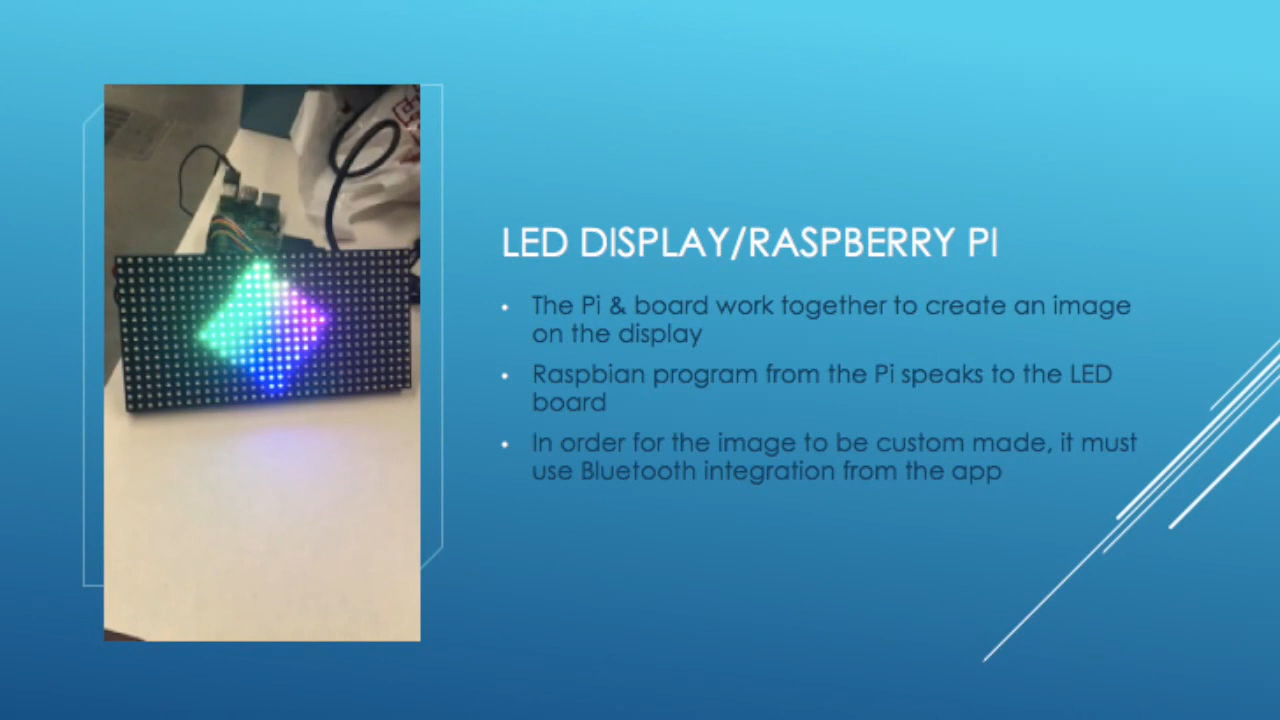 LED DISPLAY/RASPBERRY PI
• The Pi & board work together to create an image
on the display
• Raspbian program from the Pi speaks to the LED
board
• In order for the image to be custom made, it must
use Bluetooth integration from the app